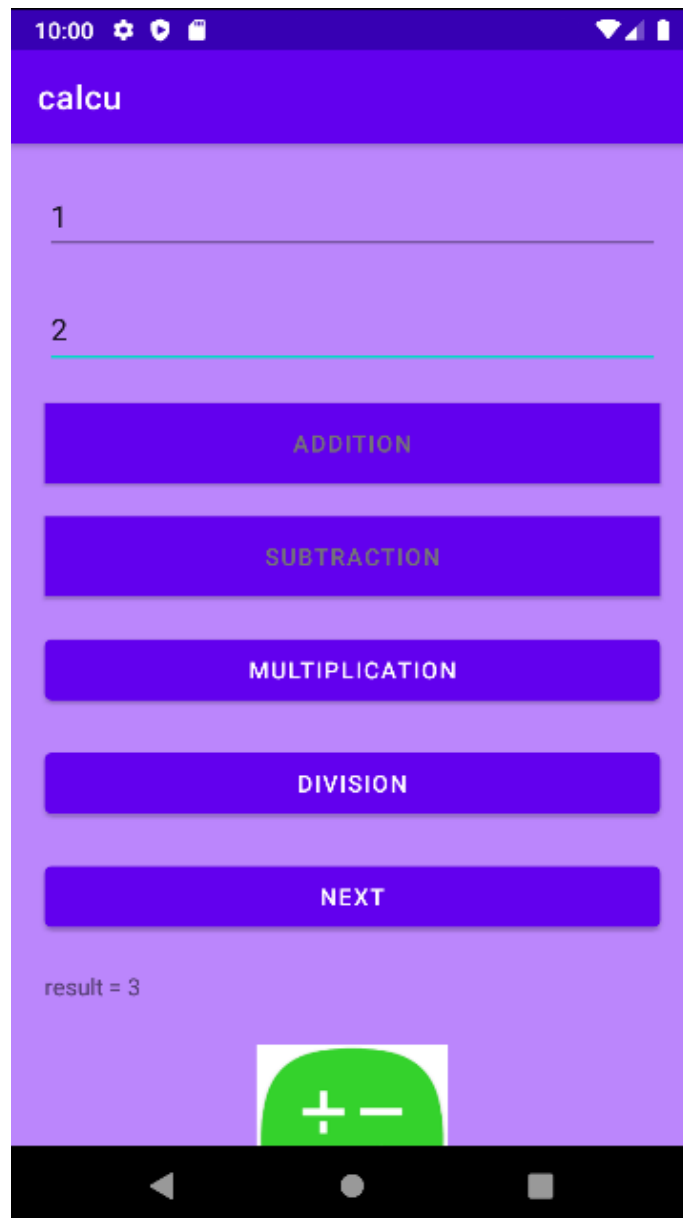 10:00
calcu
1
2
ADDITION
SUBTRACTION
MULTIPLICATION
DIVISION
NEXT
result = 3
+ −